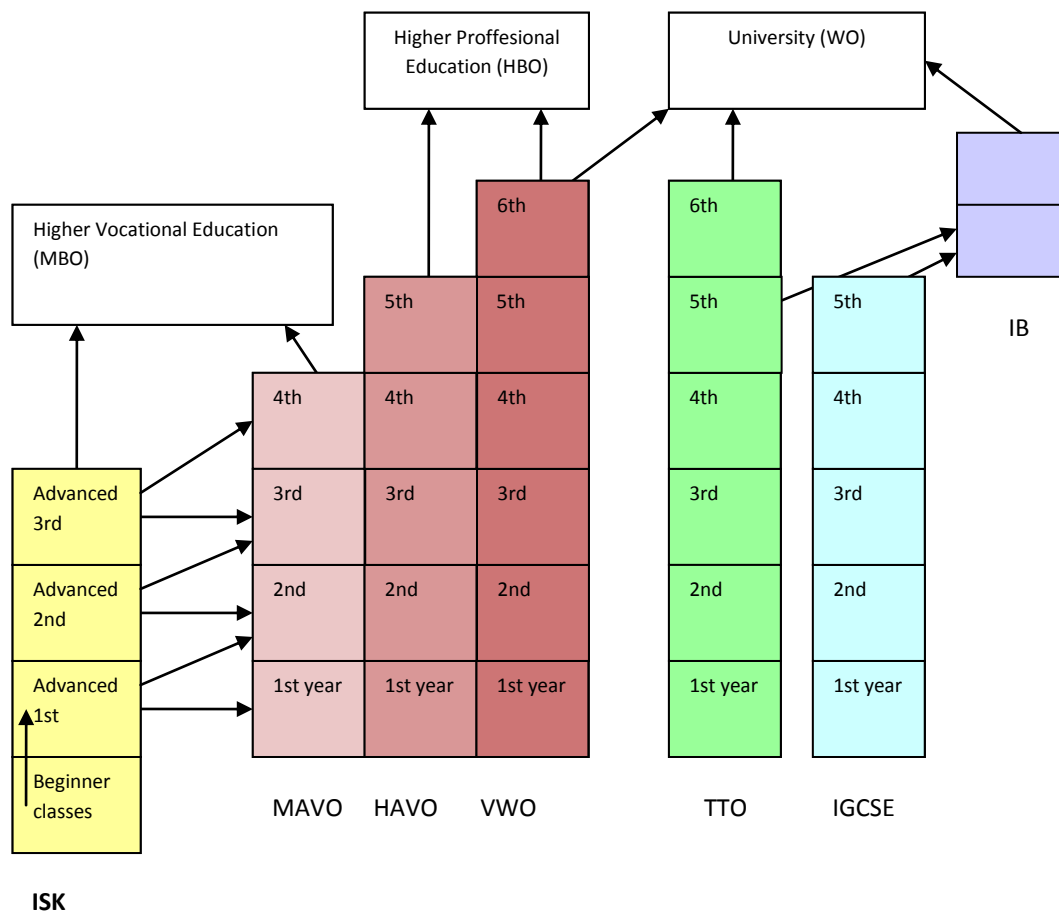 Higher Proffesional
Education (HBO)
University (WO)
Higher Vocational Education
(MBO)
6th
6th
5th
5th
5th
5th
IB
4th
4th
4th
4th
4th
Advanced
3rd
3rd
3rd
3rd
3rd
3rd
Advanced
2nd
2nd
2nd
2nd
2nd
2nd
Advanced
1st
1st year
1st year
1st year
1st year
1st year
Beginner
classes
MAVO
HAVO
VWO
TTO
IGCSE
ISK